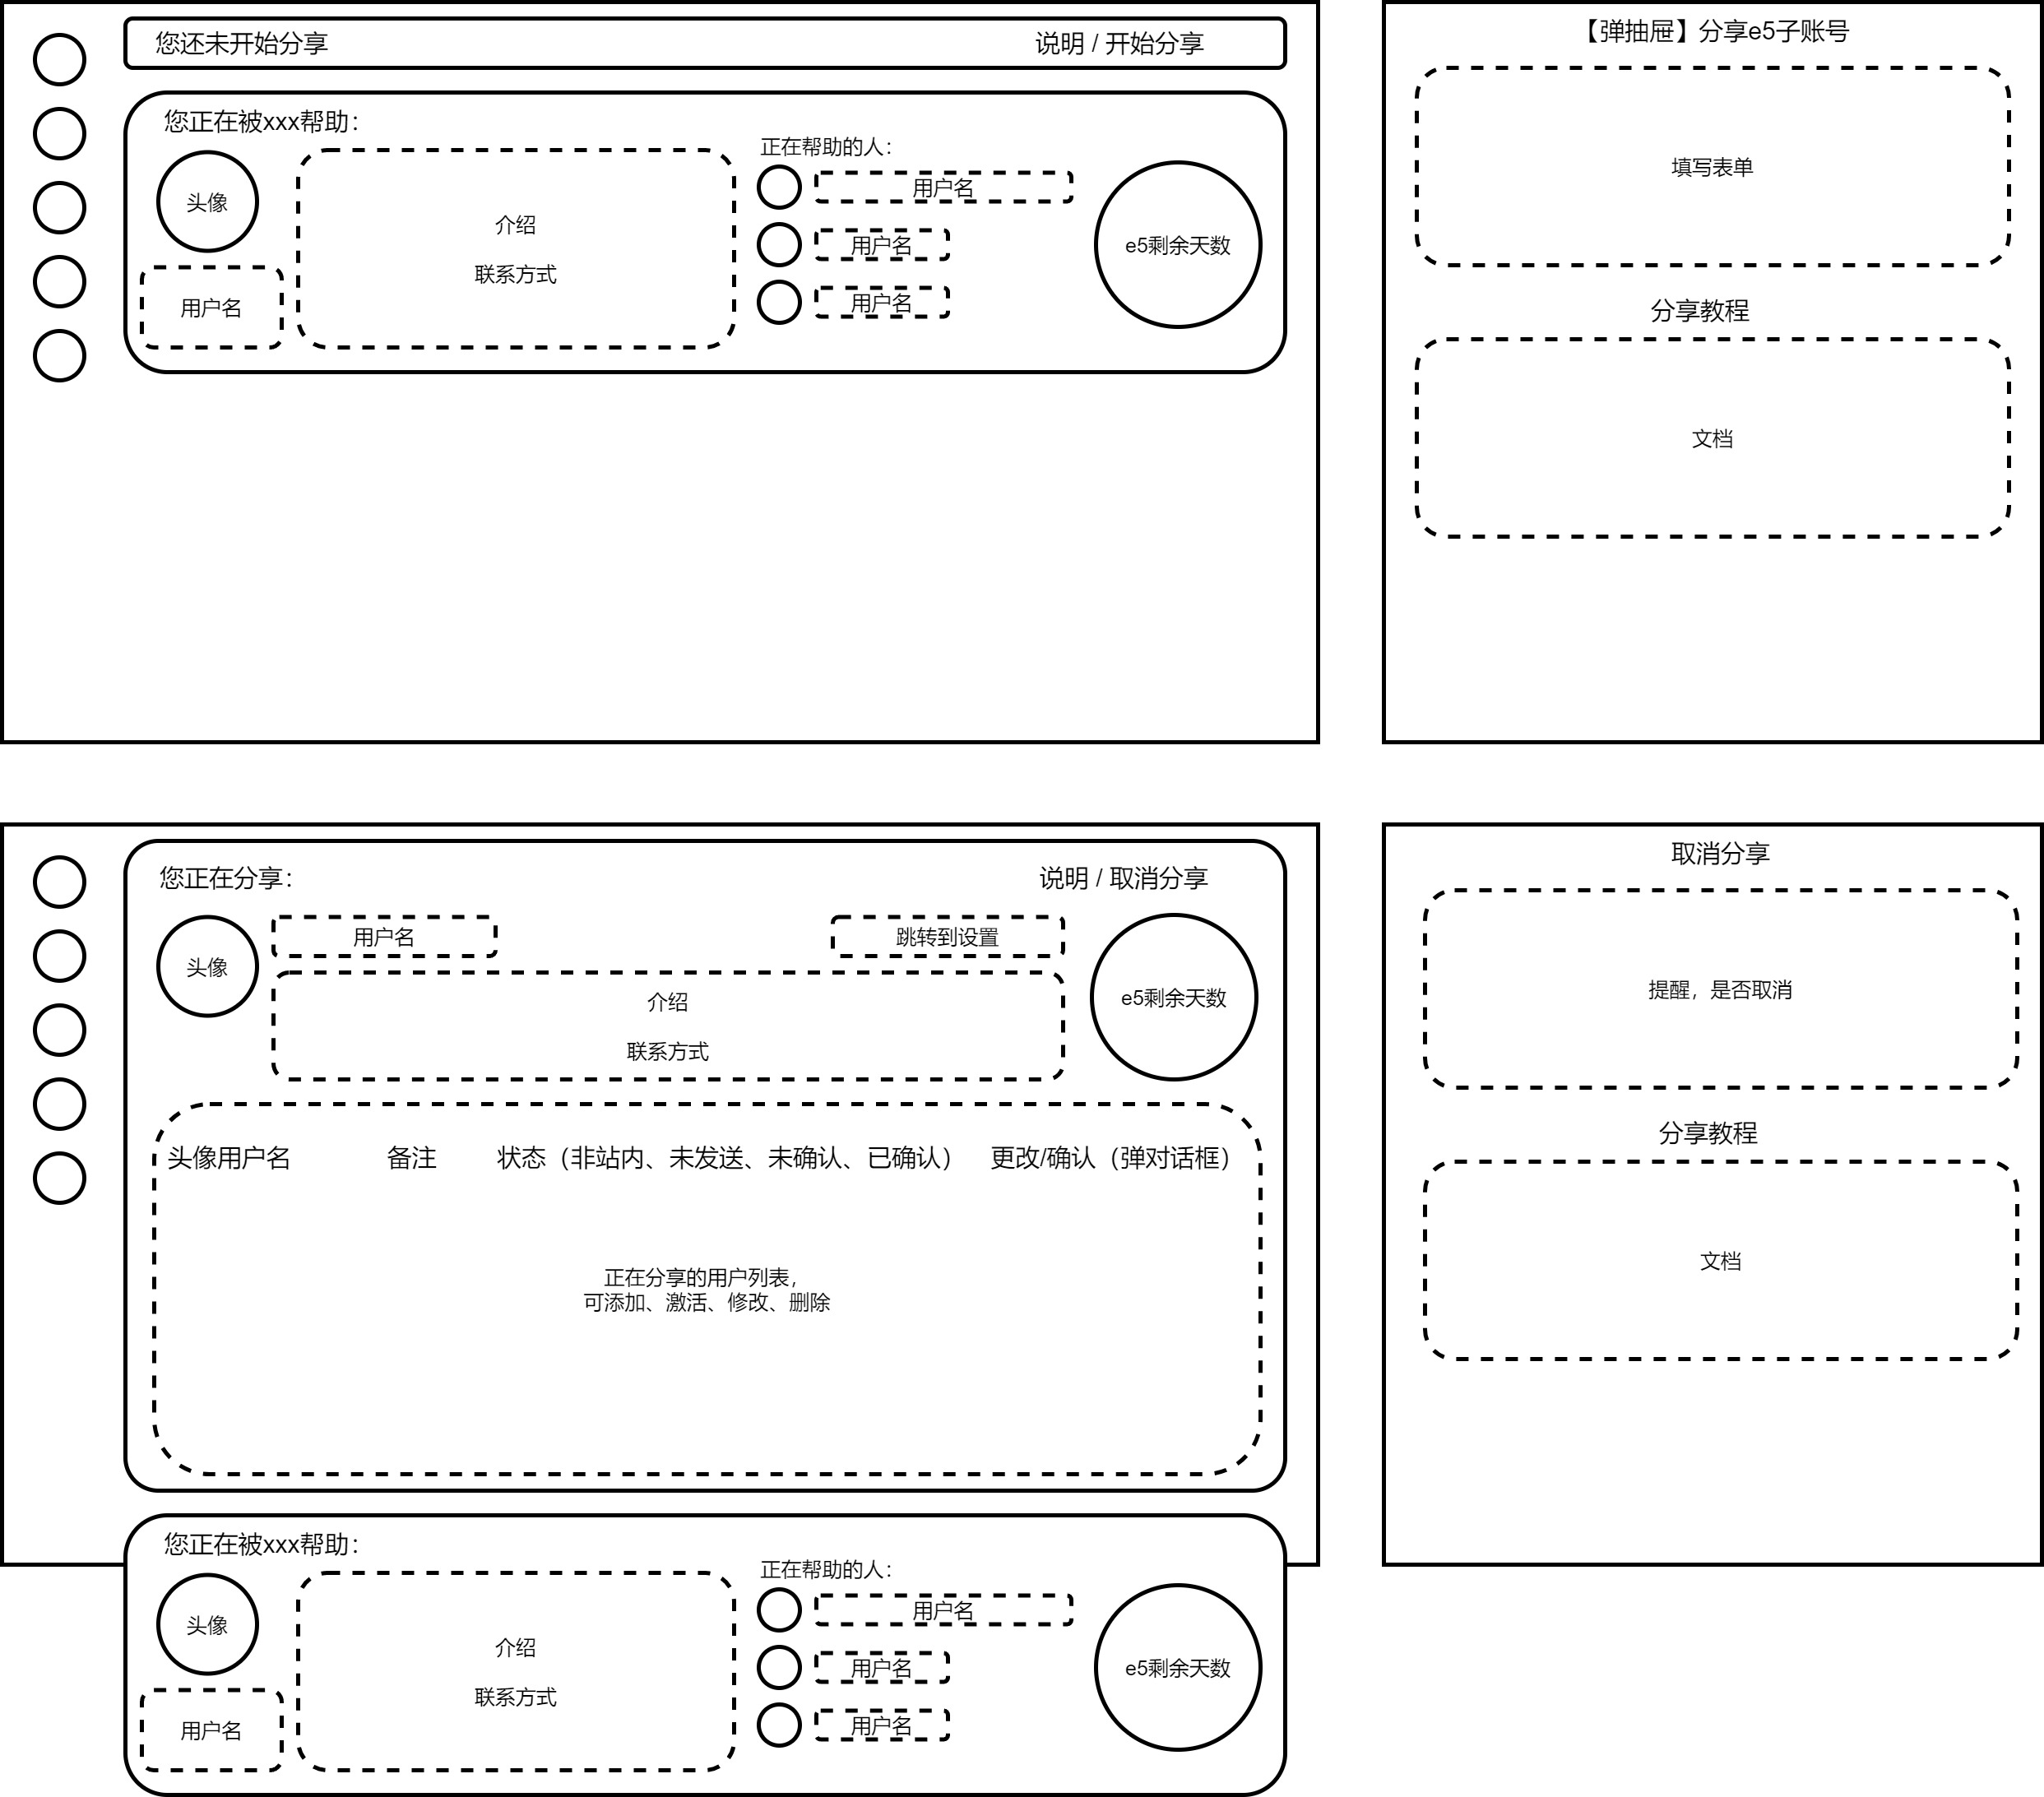 您还未开始分享
说明 / 开始分享
您正在被xxx帮助：
头像
用户名
介绍
联系方式
正在帮助的人：
用户名
用户名
用户名
e5剩余天数
【弹抽屉】分享e5子账号
填写表单
分享教程
文档
您正在分享：
说明 / 取消分享
头像
用户名
跳转到设置
介绍
联系方式
e5剩余天数
头像用户名
备注
状态（非站内、未发送、未确认、已确认）
更改/确认（弹对话框）
正在分享的用户列表，
可添加、激活、修改、删除
取消分享
提醒，是否取消
分享教程
文档
您正在被xxx帮助：
头像
用户名
介绍
联系方式
正在帮助的人：
用户名
用户名
用户名
e5剩余天数